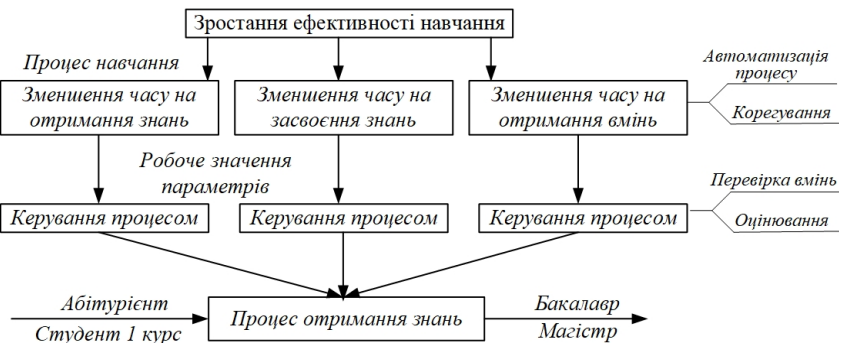 Зростання ефективності навчання
Процес навчання
Автоматизація
процесу
Зменшення часу на
отримання знань
Зменшення часу на
засвоєння знань
Зменшення часу на
отримання вмінь
Корегування
Робоче значення
параметрів
Перевірка вмінь
Керування процесом
Керування процесом
Керування процесом
Оцінювання
Абітурієнт
Студент 1 курс
Процес отримання знань
Бакалавр
Магістр